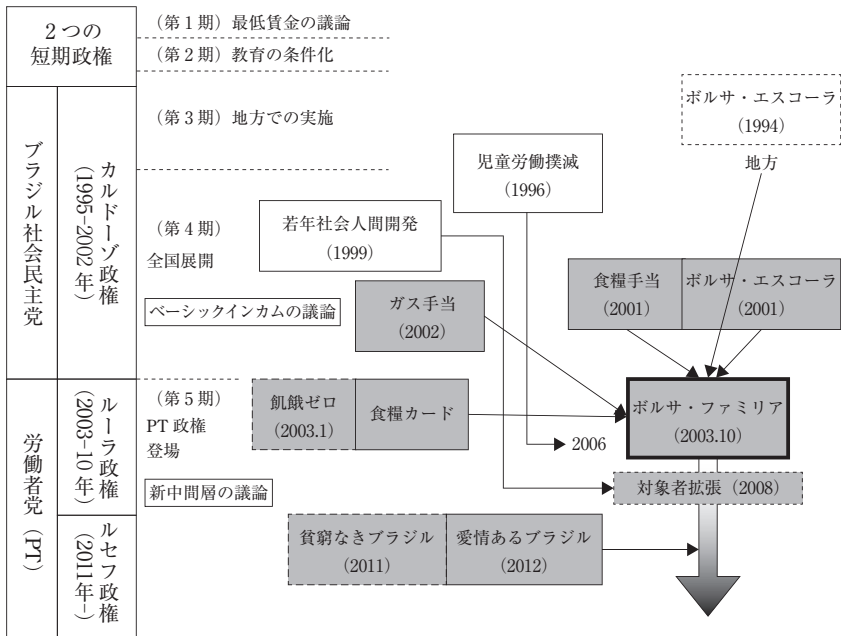 2つの
短期政権
（第1期）最低賃金の議論
（第2期）教育の条件化
ブラジル社会民主党
カルドーゾ政権
(1995-2002年)
（第3期）地方での実施
（第4期）
全国展開
ベーシックインカムの議論
ボルサ・エスコーラ
(1994)
地方
児童労働撲滅
(1996)
若年社会人間開発
(1999)
食糧手当
(2001)
ボルサ・エスコーラ
(2001)
ガス手当
(2002)
労働者党(PT)
ルーラ政権
(2003-10年)
（第5期）
PT政権
登場
新中間層の議論
飢餓ゼロ
(2003.1)
食糧カード
ボルサ・ファミリア
(2003.10)
2006
対象者拡張（2008）
ルセフ政権
(2011年-)
貧窮なきブラジル
(2011)
愛情あるブラジル
(2012)